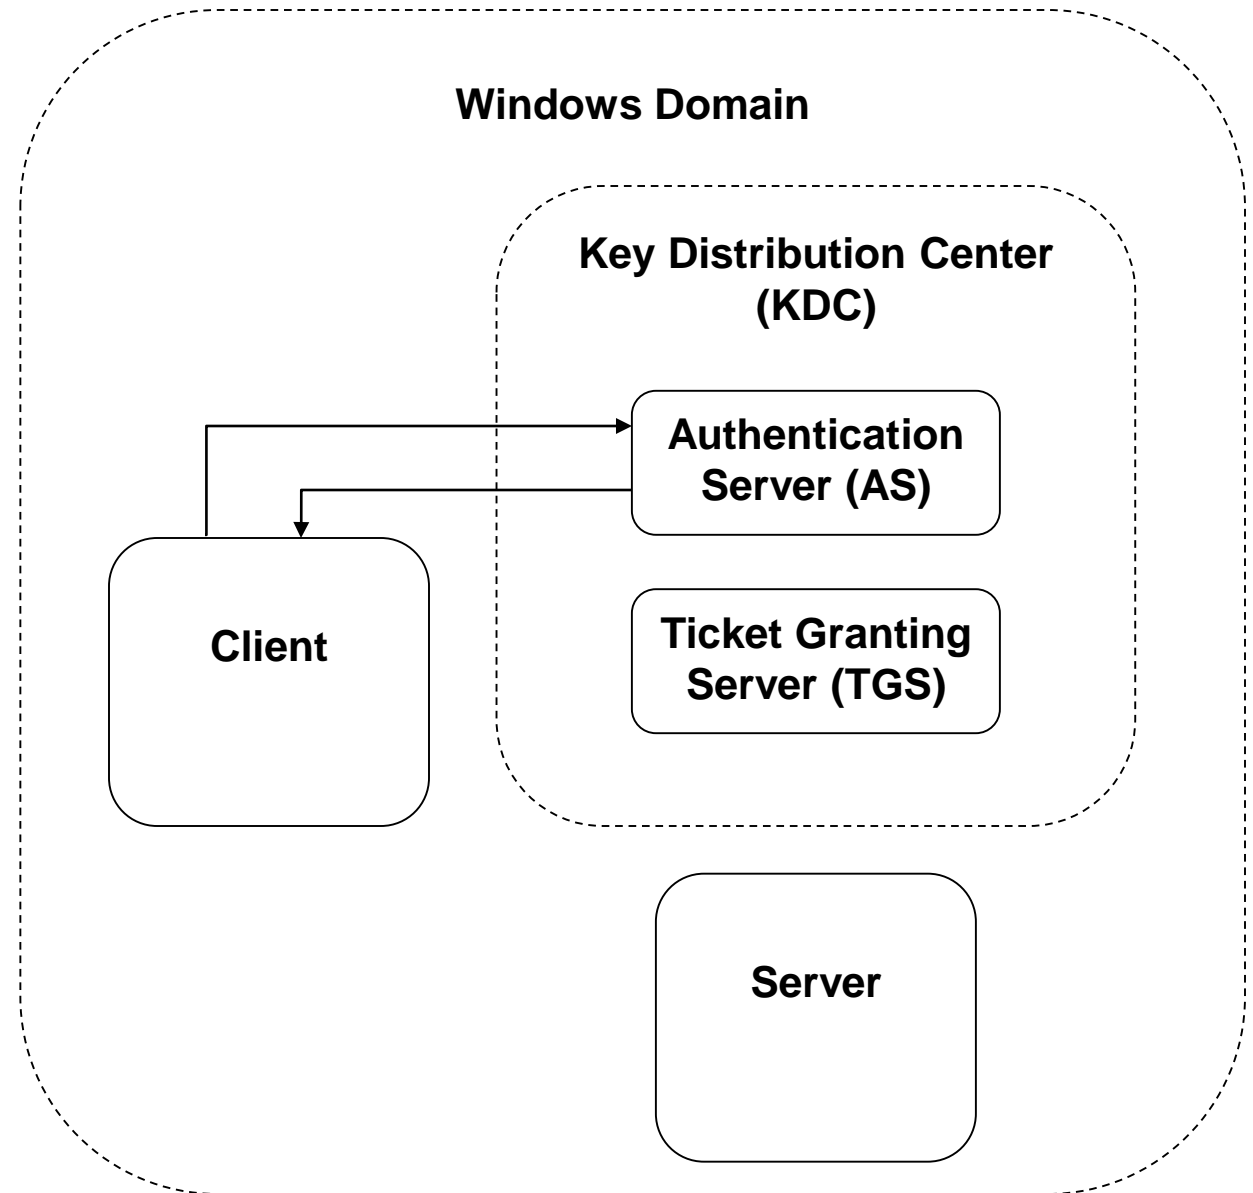 Windows Domain
Key Distribution Center
(KDC)
Authentication
Server (AS)
Client
Ticket Granting
Server (TGS)
Server